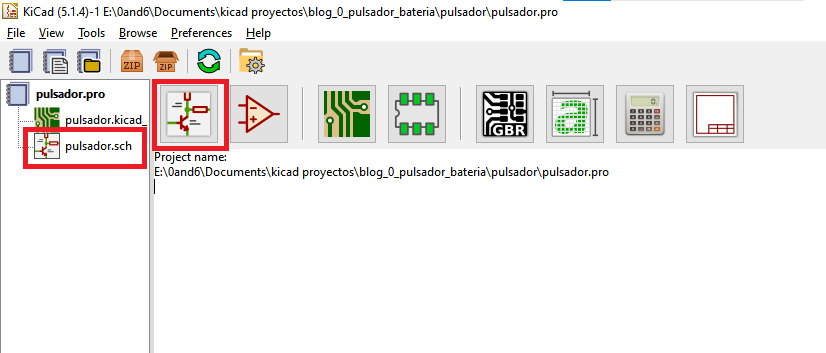 KiCad (5.1.4)-1 E:\0and6\Documents\kicad proyectos\blog_0_pulsador_bateria\pulsador\pulsador.pro
File View Tools Browse Preferences Help
ZIP ZIP
pulsador.pro
pulsador.kicad_
pulsador.sch
GBR a 0.
Project name:
E:\0and6\Documents\kicad proyectos\blog_0_pulsador_bateria\pulsador\pulsador.pro